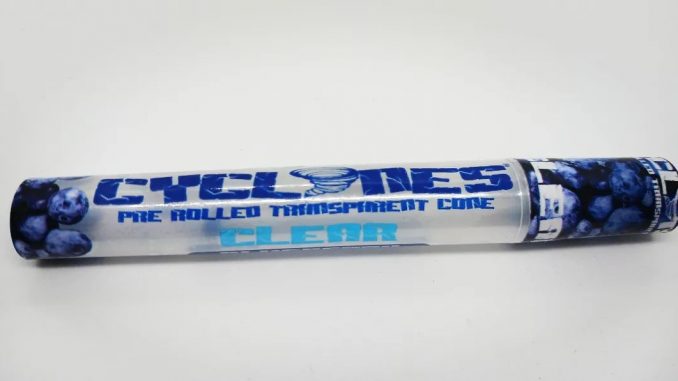 CYCLONES
PRE ROLLED TRANSPARENT CONE
CLEAR